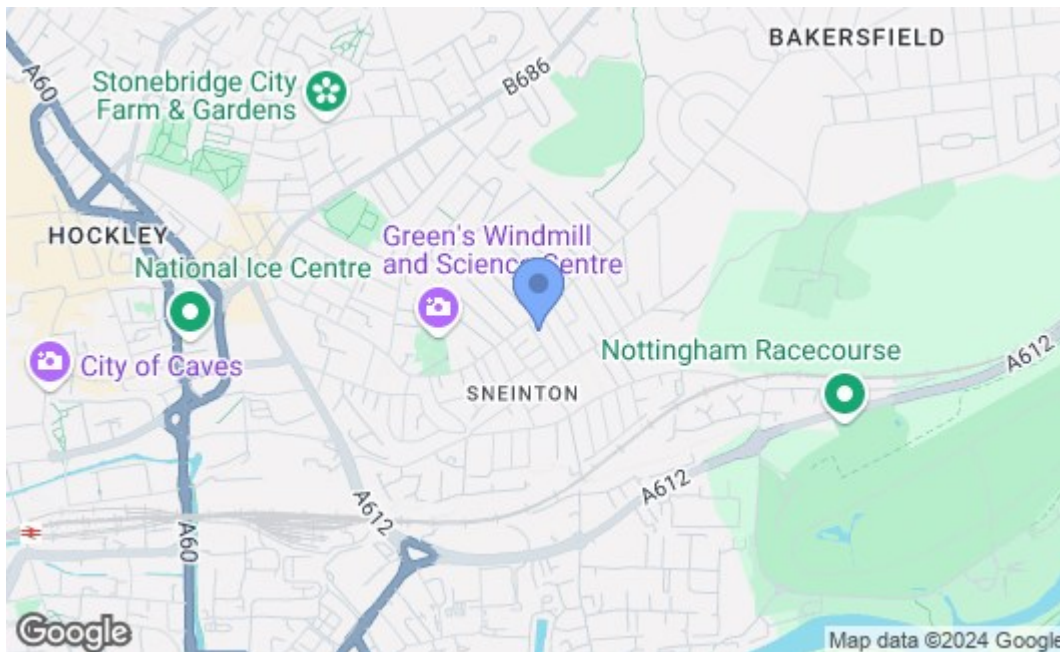 BAKERSFIELD
A60
Stonebridge City
Farm & Gardens
B686
HOCKLEY
Green's Windmill
and Science Centre
National Ice Centre
City of Caves
Nottingham Racecourse
A612
SNEINTON
A612
A612
A60
Google
Map data ©2024 Google